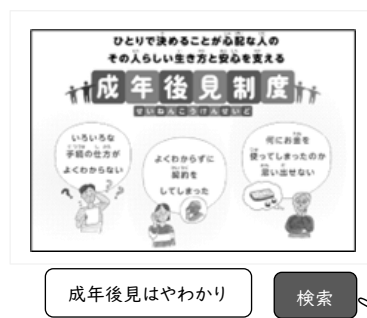 ひとりで決めることが心配な人の
その人らしい生き方と安心を支える
成年後見制度
せいねんこうけんせいど
いろいろな
手続の仕方が
よくわからない
よくわからずに
契約を
してしまった
何にお金を
使ってしまったのか
思い出せない
成年後見はやわかり
検索